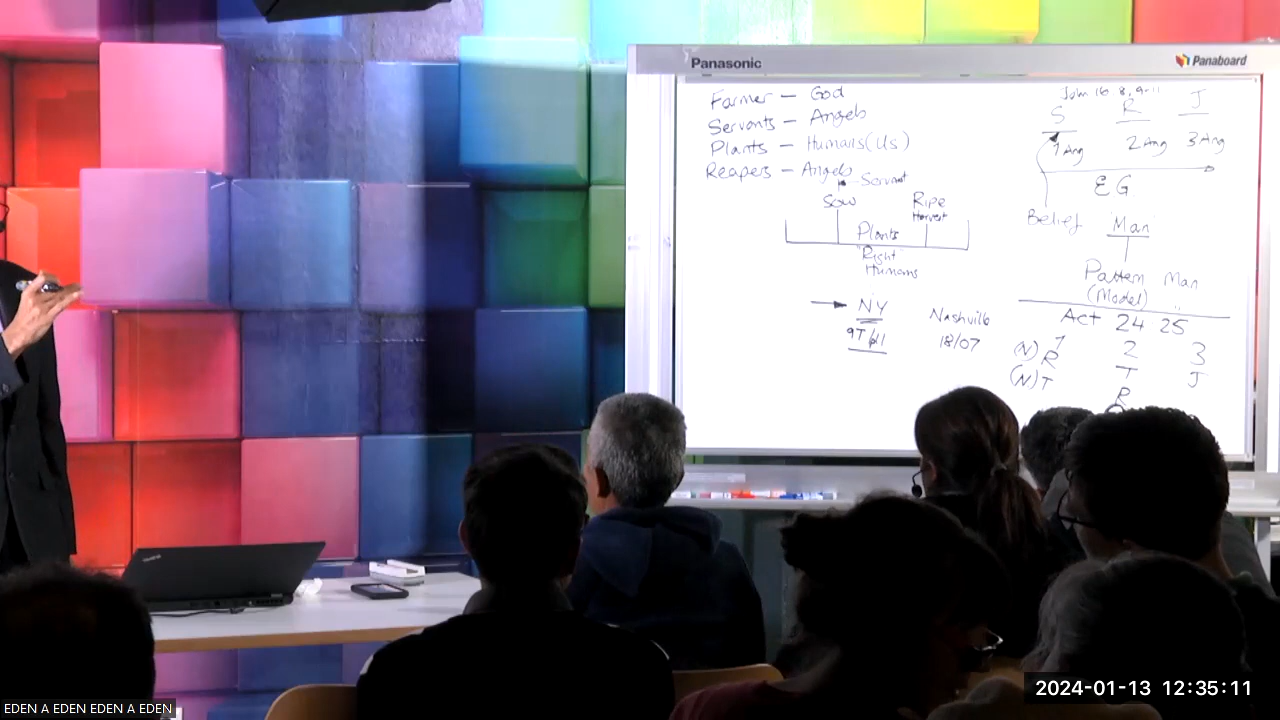 Panasonic
Panaboard
Farmer — God
Servants — Angels
Plants — Humans(Us)
Reapers — Angels
Servant
Sow
Ripe
Harvest
Plants
"Right"
Humans
NY
Nashville
18/07
John 16 8, 9-11
S R J
1 Ang 2 Ang 3 Ang
EG
Belief
"Man"
Pattern Man
(Model)
Act 24 25
1 2 3
(N) R
(N) T T J
R
EDEN A EDEN EDEN A EDEN
2024-01-13 12:35:11